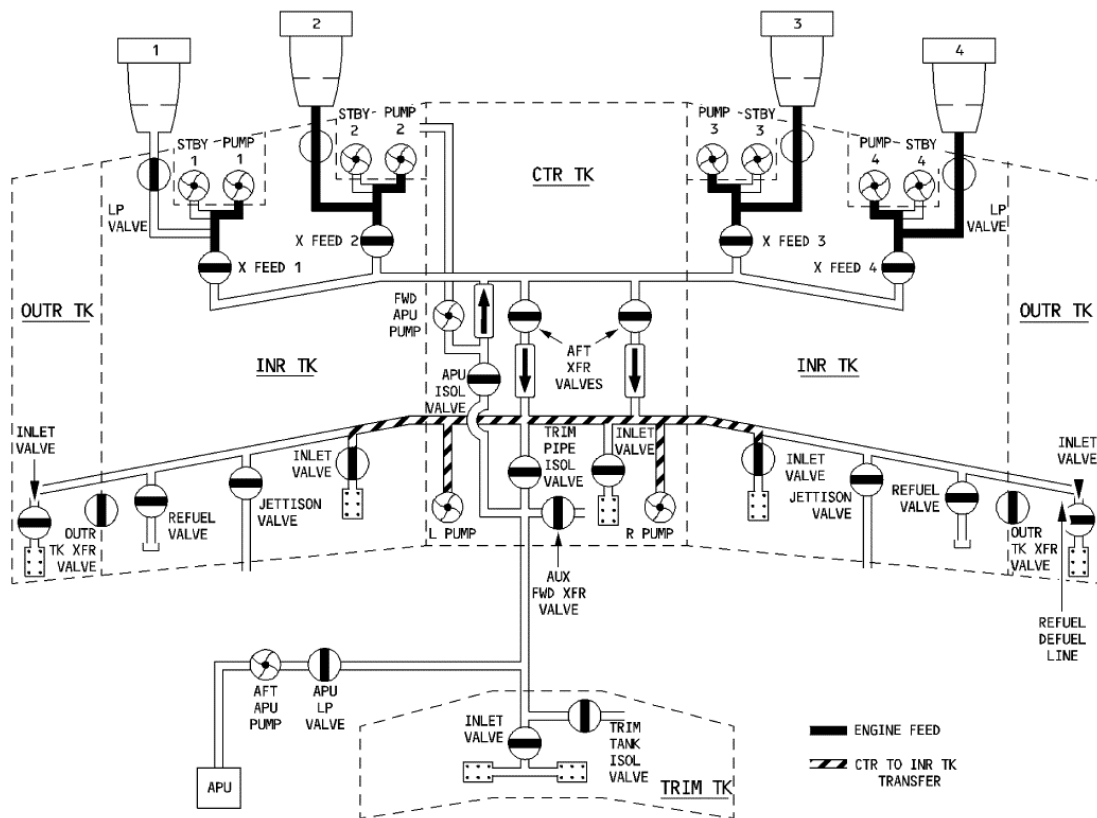 1
2
3
4
STBY
1
PUMP
1
STBY
2
PUMP
2
PUMP
3
STBY
3
PUMP
4
STBY
4
LP
VALVE
LP
VALVE
CTR TK
X FEED 1
X FEED 2
X FEED 3
X FEED 4
OUTR TK
OUTR TK
INR TK
INR TK
FWD
APU
PUMP
AFT
XFR
VALVES
APU
ISOL
VALVE
INLET
VALVE
INLET
VALVE
TRIM
PIPE
ISOL
VALVE
INLET
VALVE
INLET
VALVE
INLET
VALVE
OUTR
TK XFR
VALVE
REFUEL
VALVE
JETTISON
VALVE
L PUMP
R PUMP
JETTISON
VALVE
REFUEL
VALVE
OUTR
TK XFR
VALVE
AUX
FWD XFR
VALVE
REFUEL
DEFUEL
LINE
AFT
APU
PUMP
APU
LP
VALVE
INLET
VALVE
TRIM
TANK
ISOL
VALVE
APU
TRIM TK
ENGINE FEED
CTR TO INR TK
TRANSFER